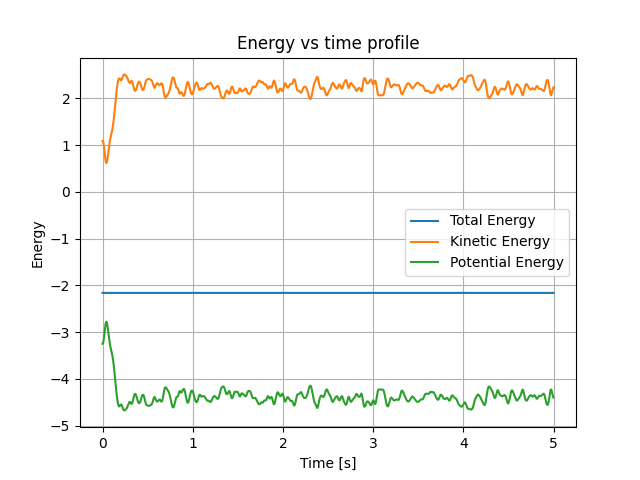 Energy vs time profile
2
1
0
−1
−2
−3
−4
−5
Energy
Total Energy
Kinetic Energy
Potential Energy
0 1 2 3 4 5
Time [s]